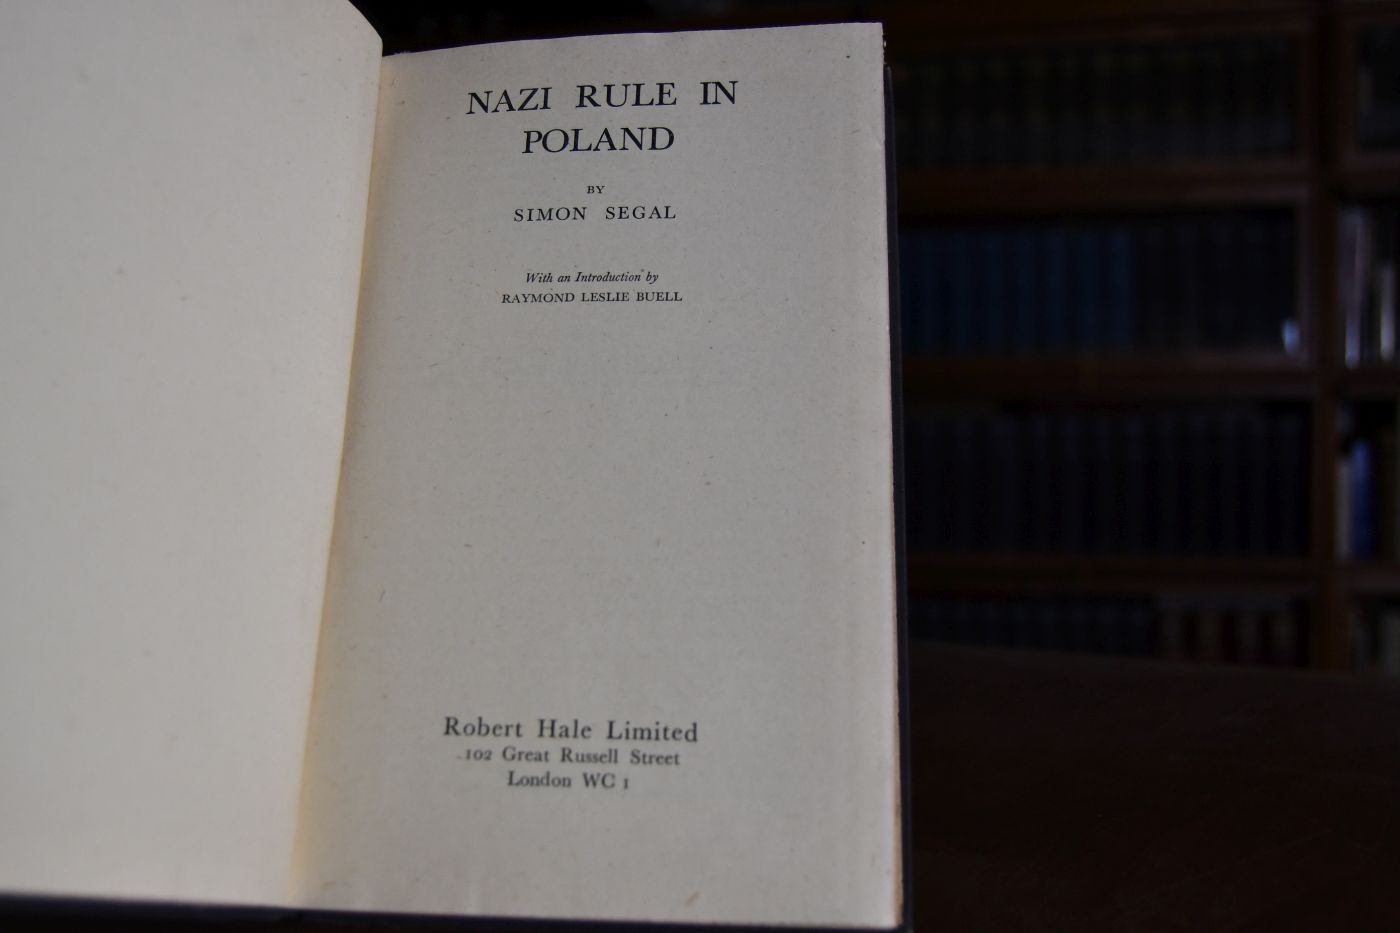 NAZI RULE IN
POLAND
BY
SIMON SEGAL
With an Introduction by
RAYMOND LESLIE BUELL
Robert Hale Limited
102 Great Russell Street
London WC 1